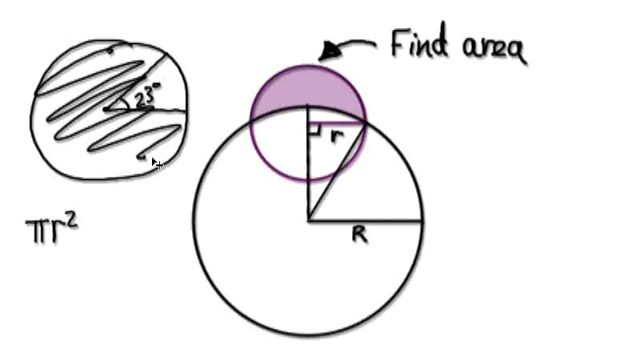 Find area
23°
r
πr²
R